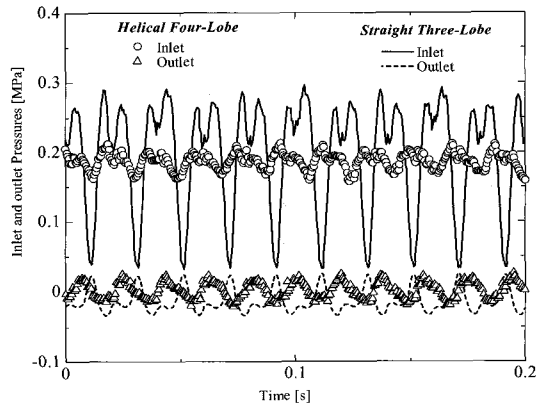 Helical Four-Lobe
Inlet
Outlet
Straight Three-Lobe
Inlet
Outlet
Inlet and outlet Pressures [MPa]
0.4
0.3
0.2
0.1
0
-0.1
0
0.1
0.2
Time [s]